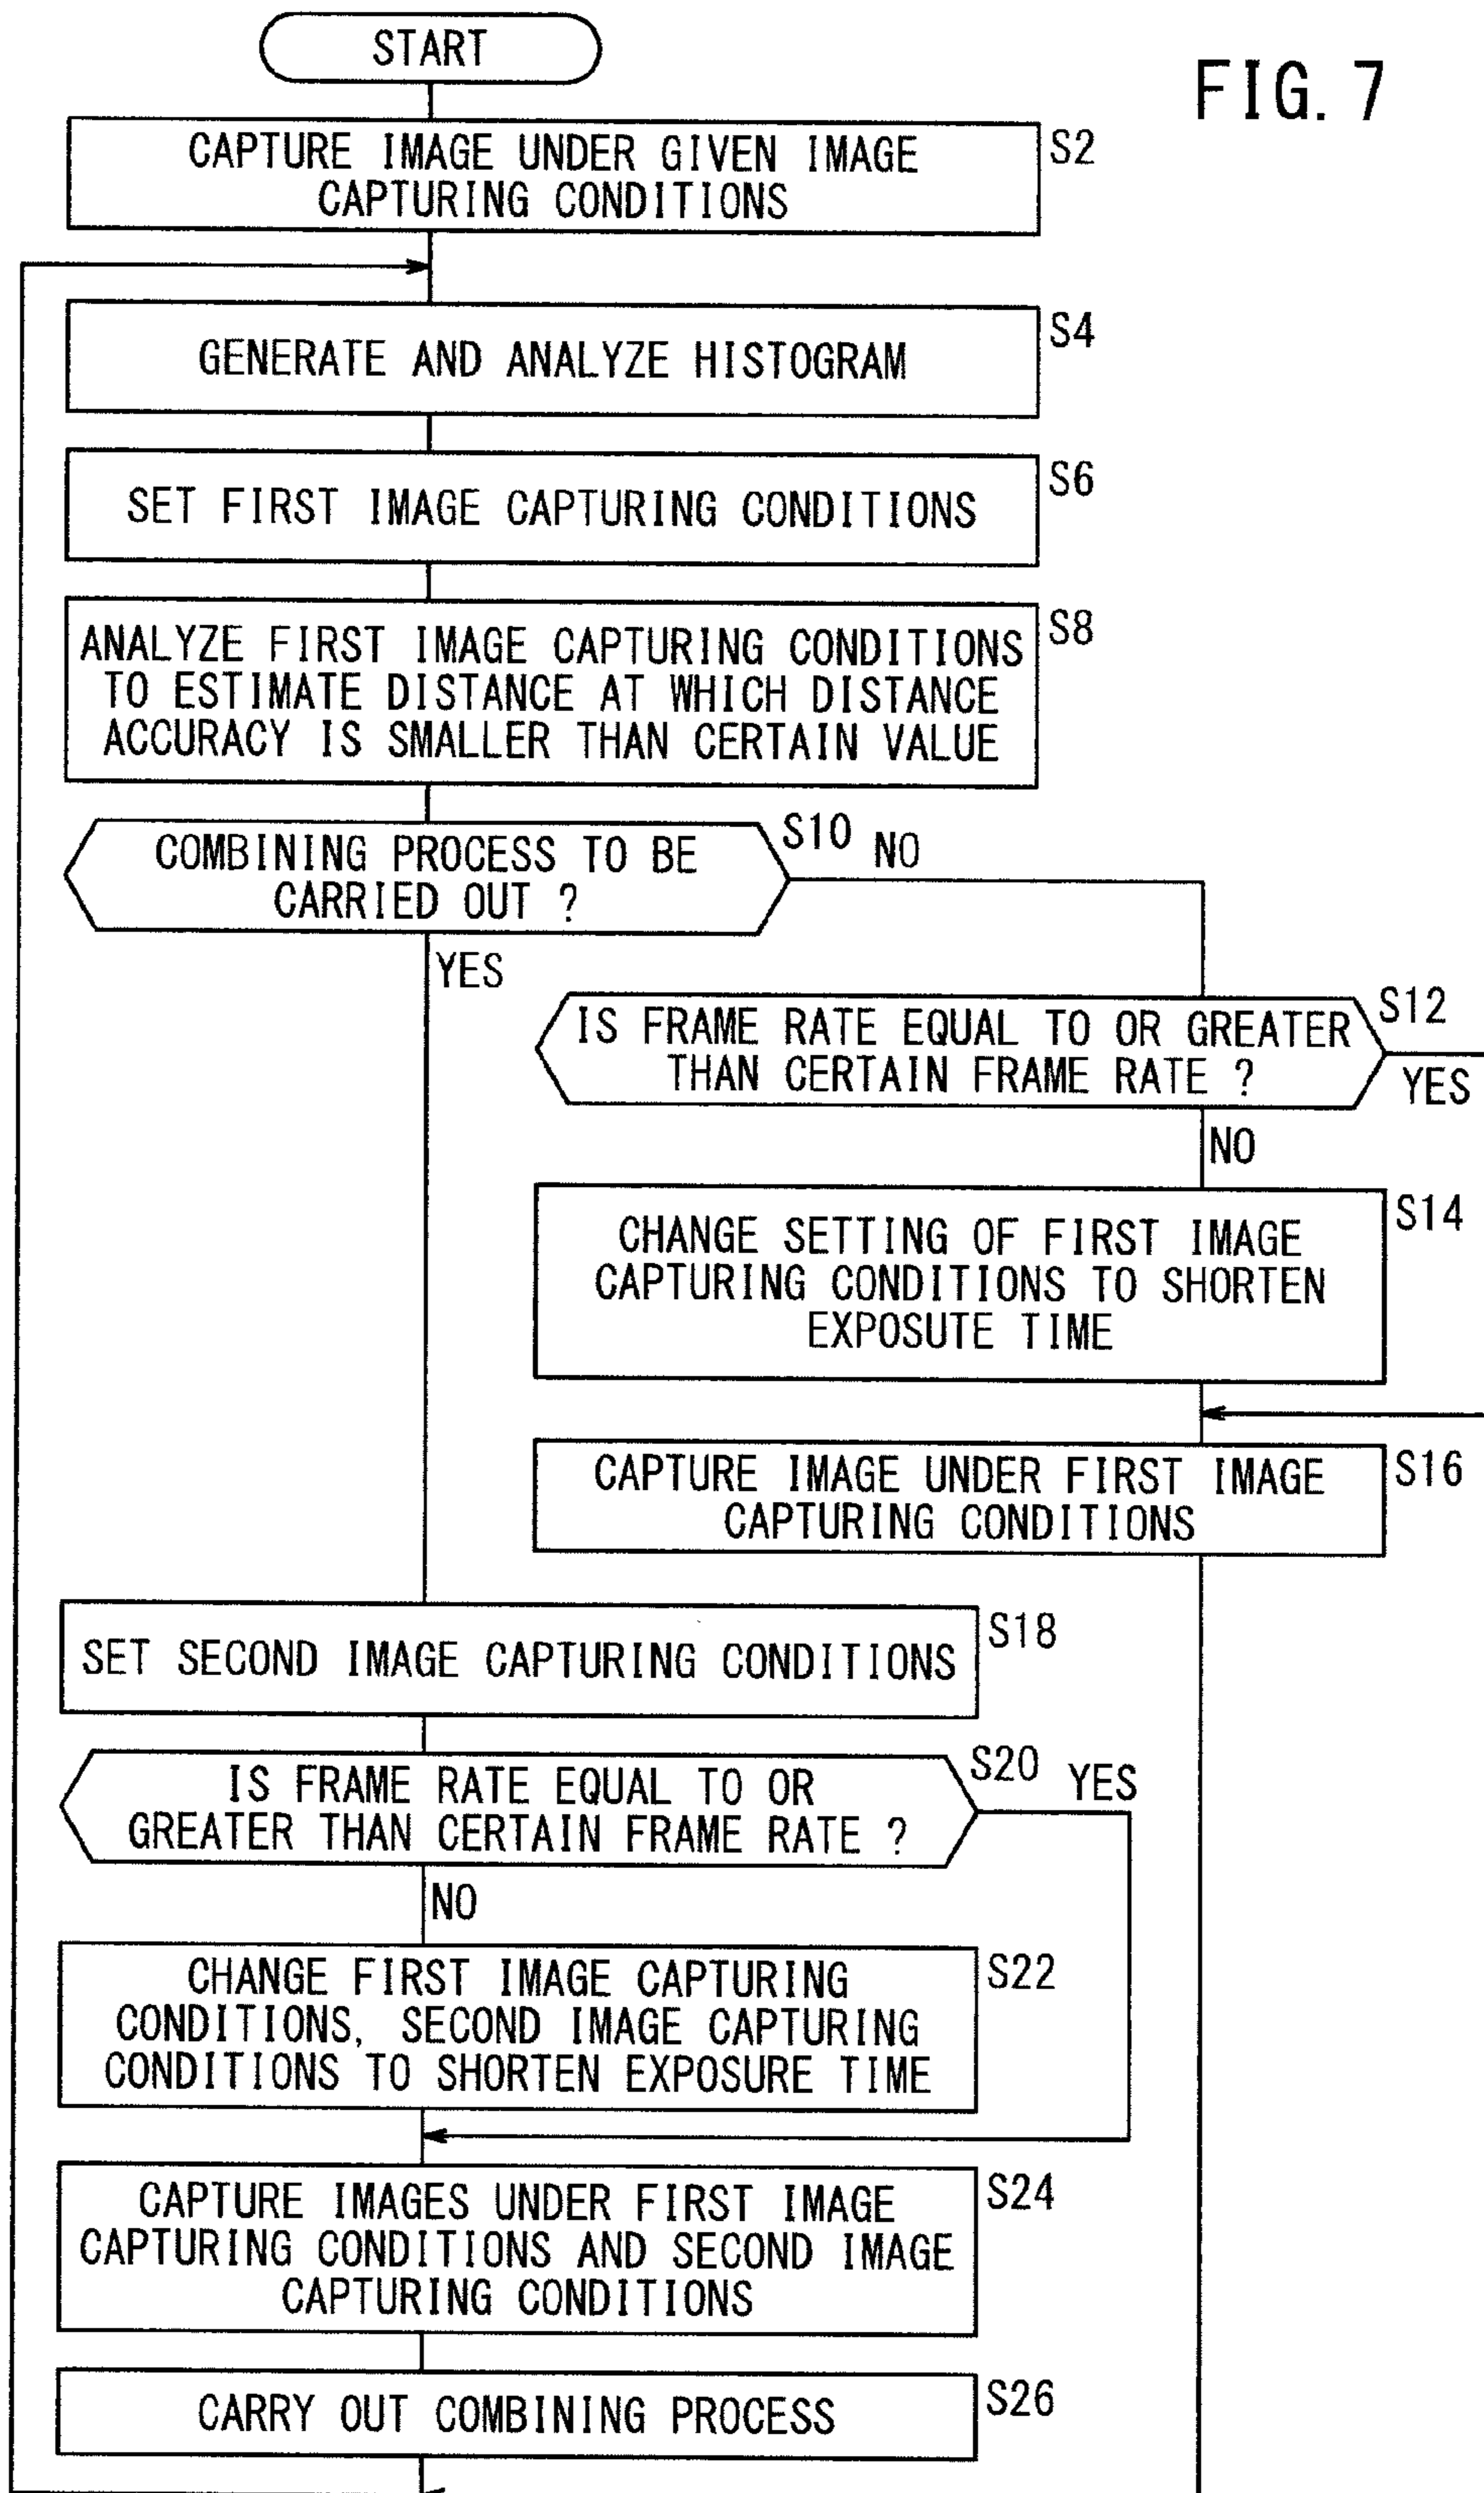 START
FIG. 7
CAPTURE IMAGE UNDER GIVEN IMAGE
CAPTURING CONDITIONS
S2
GENERATE AND ANALYZE HISTOGRAM
S4
SET FIRST IMAGE CAPTURING CONDITIONS
S6
ANALYZE FIRST IMAGE CAPTURING CONDITIONS
TO ESTIMATE DISTANCE AT WHICH DISTANCE
ACCURACY IS SMALLER THAN CERTAIN VALUE
S8
COMBINING PROCESS TO BE
CARRIED OUT ?
S10
NO
YES
IS FRAME RATE EQUAL TO OR GREATER
THAN CERTAIN FRAME RATE ?
S12
YES
NO
CHANGE SETTING OF FIRST IMAGE
CAPTURING CONDITIONS TO SHORTEN
EXPOSUTE TIME
S14
CAPTURE IMAGE UNDER FIRST IMAGE
CAPTURING CONDITIONS
S16
SET SECOND IMAGE CAPTURING CONDITIONS
S18
IS FRAME RATE EQUAL TO OR
GREATER THAN CERTAIN FRAME RATE ?
S20
YES
NO
CHANGE FIRST IMAGE CAPTURING
CONDITIONS, SECOND IMAGE CAPTURING
CONDITIONS TO SHORTEN EXPOSURE TIME
S22
CAPTURE IMAGES UNDER FIRST IMAGE
CAPTURING CONDITIONS AND SECOND IMAGE
CAPTURING CONDITIONS
S24
CARRY OUT COMBINING PROCESS
S26